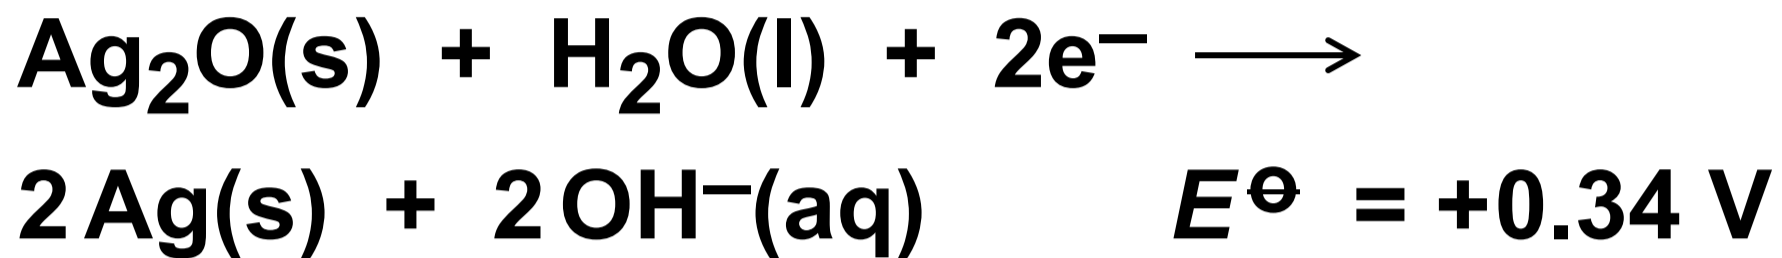 Ag₂O(s) + H₂O(l) + 2e⁻ ⟶
2 Ag(s) + 2 OH⁻(aq) E⦵ = +0.34 V